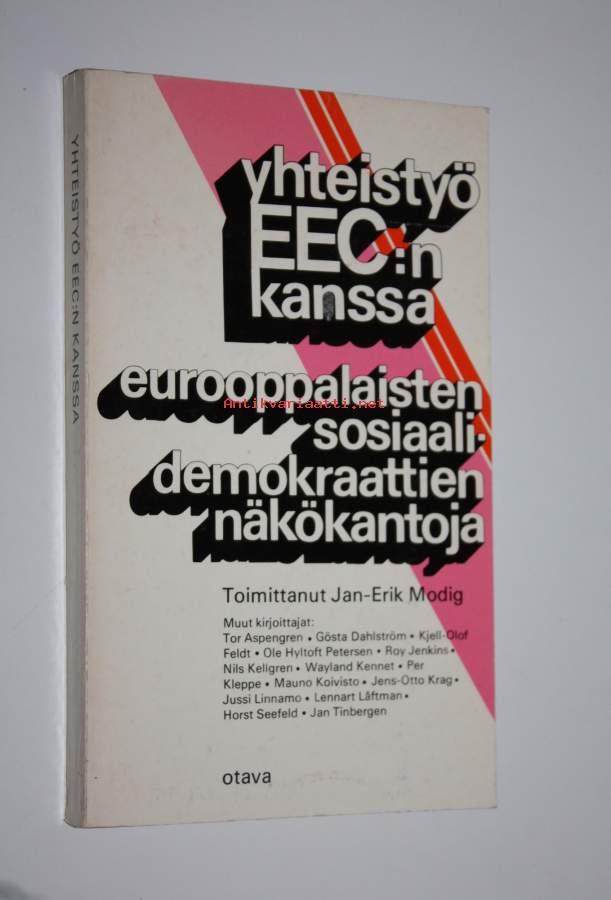 YHTEISTYÖ EEC:N KANSSA
yhteistyö
EEC:n
kanssa
eurooppalaisten
Antikvariaatti.net
sosiaali-
demokraattien
näkökantoja
Toimittanut Jan-Erik Modig
Muut kirjoittajat:
Tor Aspengren • Gösta Dahlström • Kjell-Olof
Feldt • Ole Hyltoft Petersen • Roy Jenkins •
Nils Kellgren • Wayland Kennet • Per
Kleppe • Mauno Koivisto • Jens-Otto Krag •
Jussi Linnamo • Lennart Låftman •
Horst Seefeld • Jan Tinbergen
otava